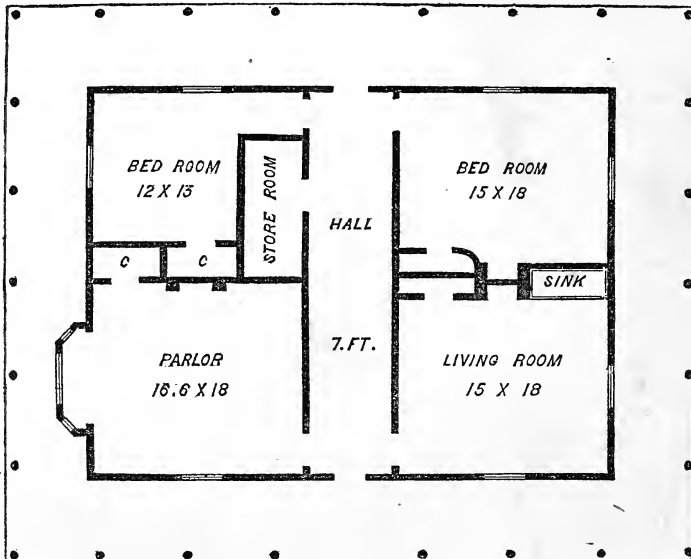 BED ROOM
12 X 13
STORE ROOM
HALL
BED ROOM
15 X 18
C
C
SINK
7. FT.
PARLOR
16.6 X 18
LIVING ROOM
15 X 18